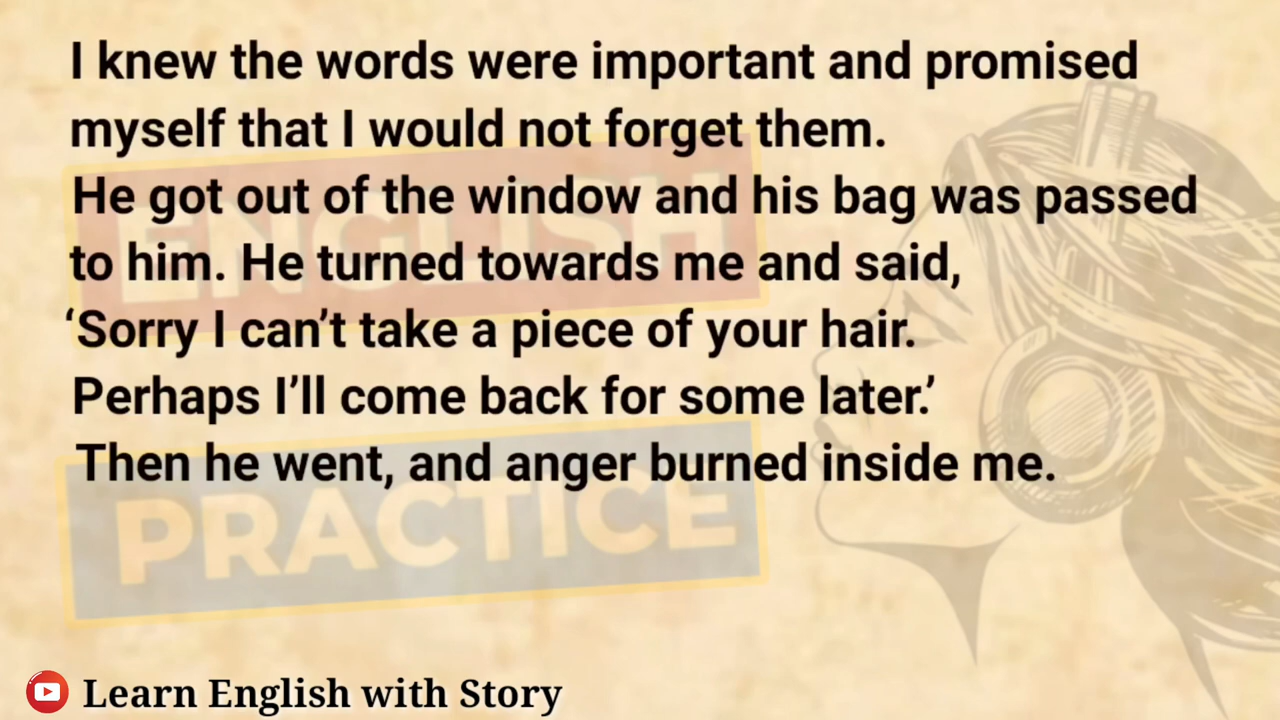 I knew the words were important and promised
myself that I would not forget them.
He got out of the window and his bag was passed
to him. He turned towards me and said,
‘Sorry I can’t take a piece of your hair.
Perhaps I’ll come back for some later.’
Then he went, and anger burned inside me.
ENGLISH
PRACTICE
Learn English with Story